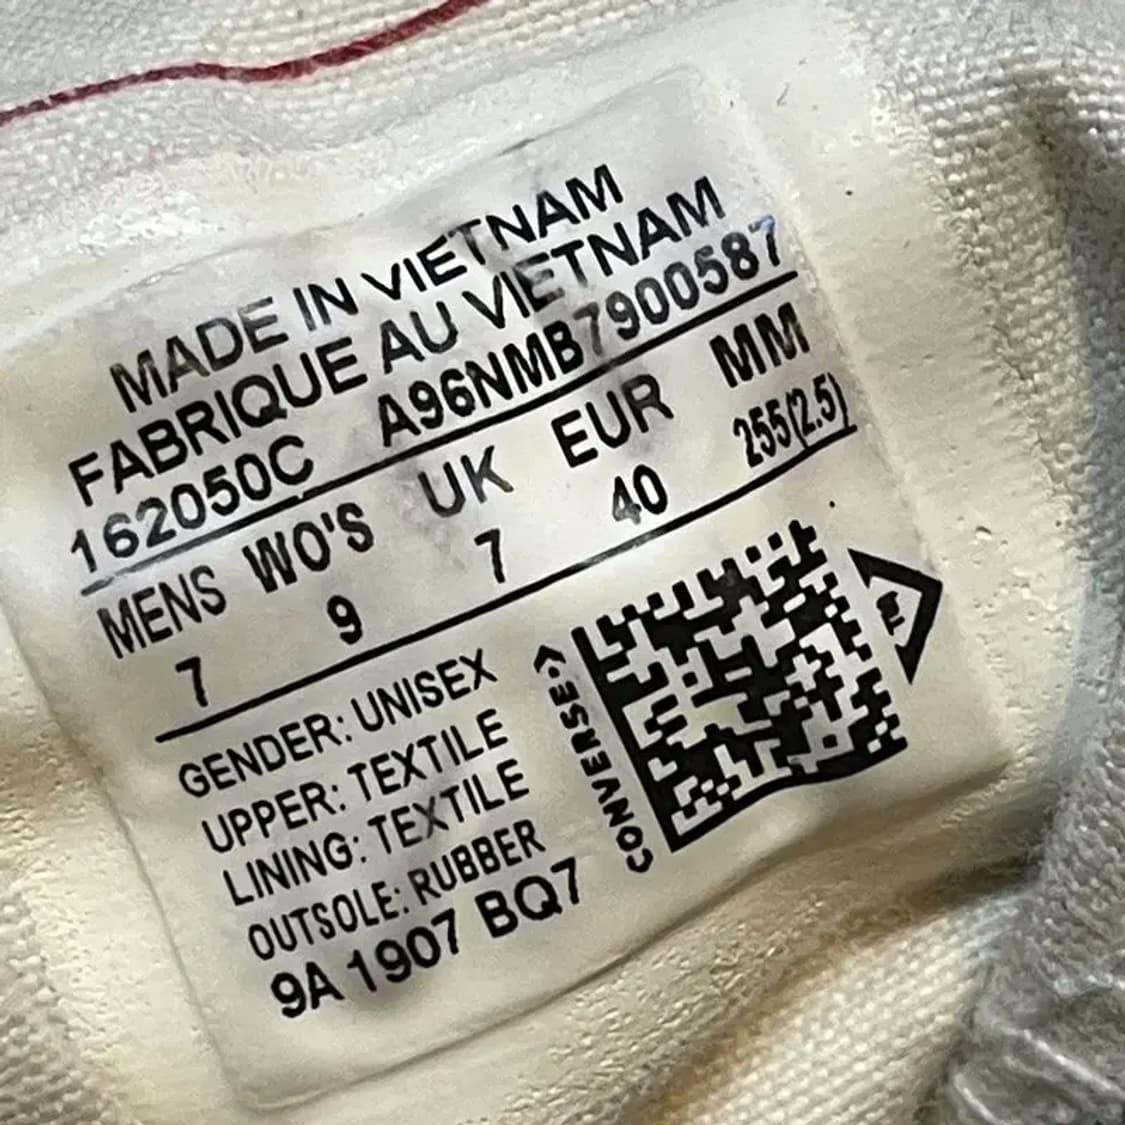 MADE IN VIETNAM
FABRIQUE AU VIETNAM
162050C A96NMB7900587
MENS WO'S UK EUR MM
7 9 7 40 255(2.5)
GENDER: UNISEX
UPPER: TEXTILE
LINING: TEXTILE
OUTSOLE: RUBBER
9A 1907 BQ7
CONVERSE